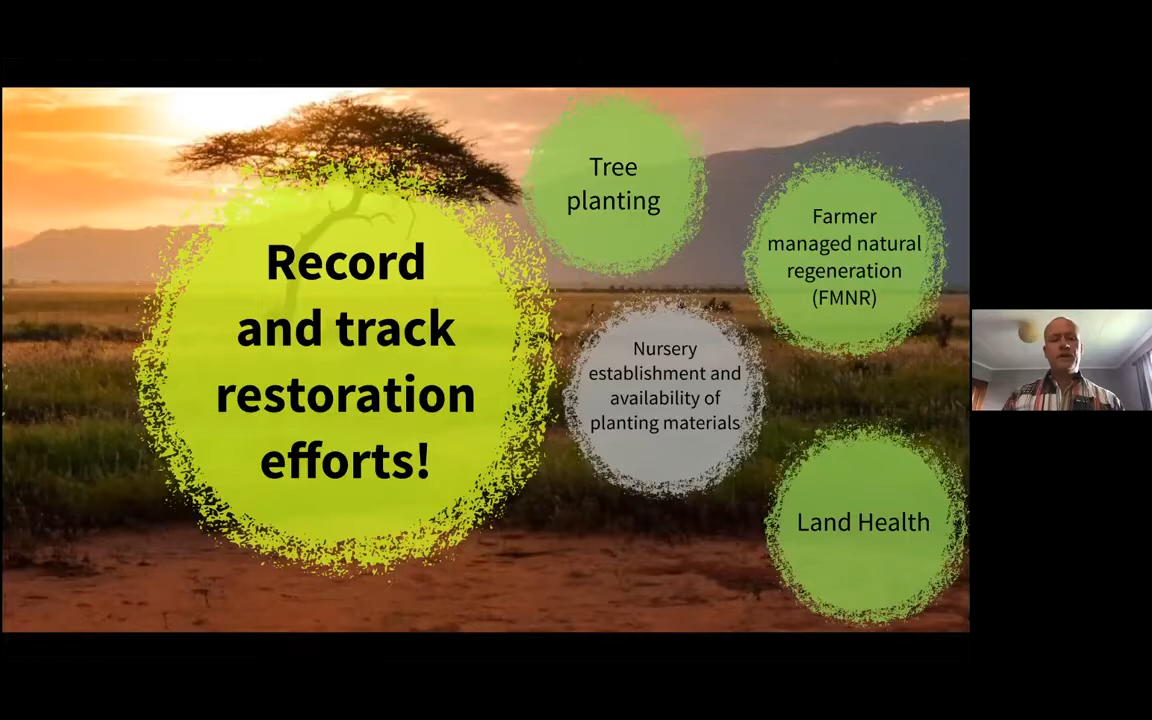 Record
and track
restoration
efforts!
Tree
planting
Farmer
managed natural
regeneration
(FMNR)
Nursery
establishment and
availability of
planting materials
Land Health